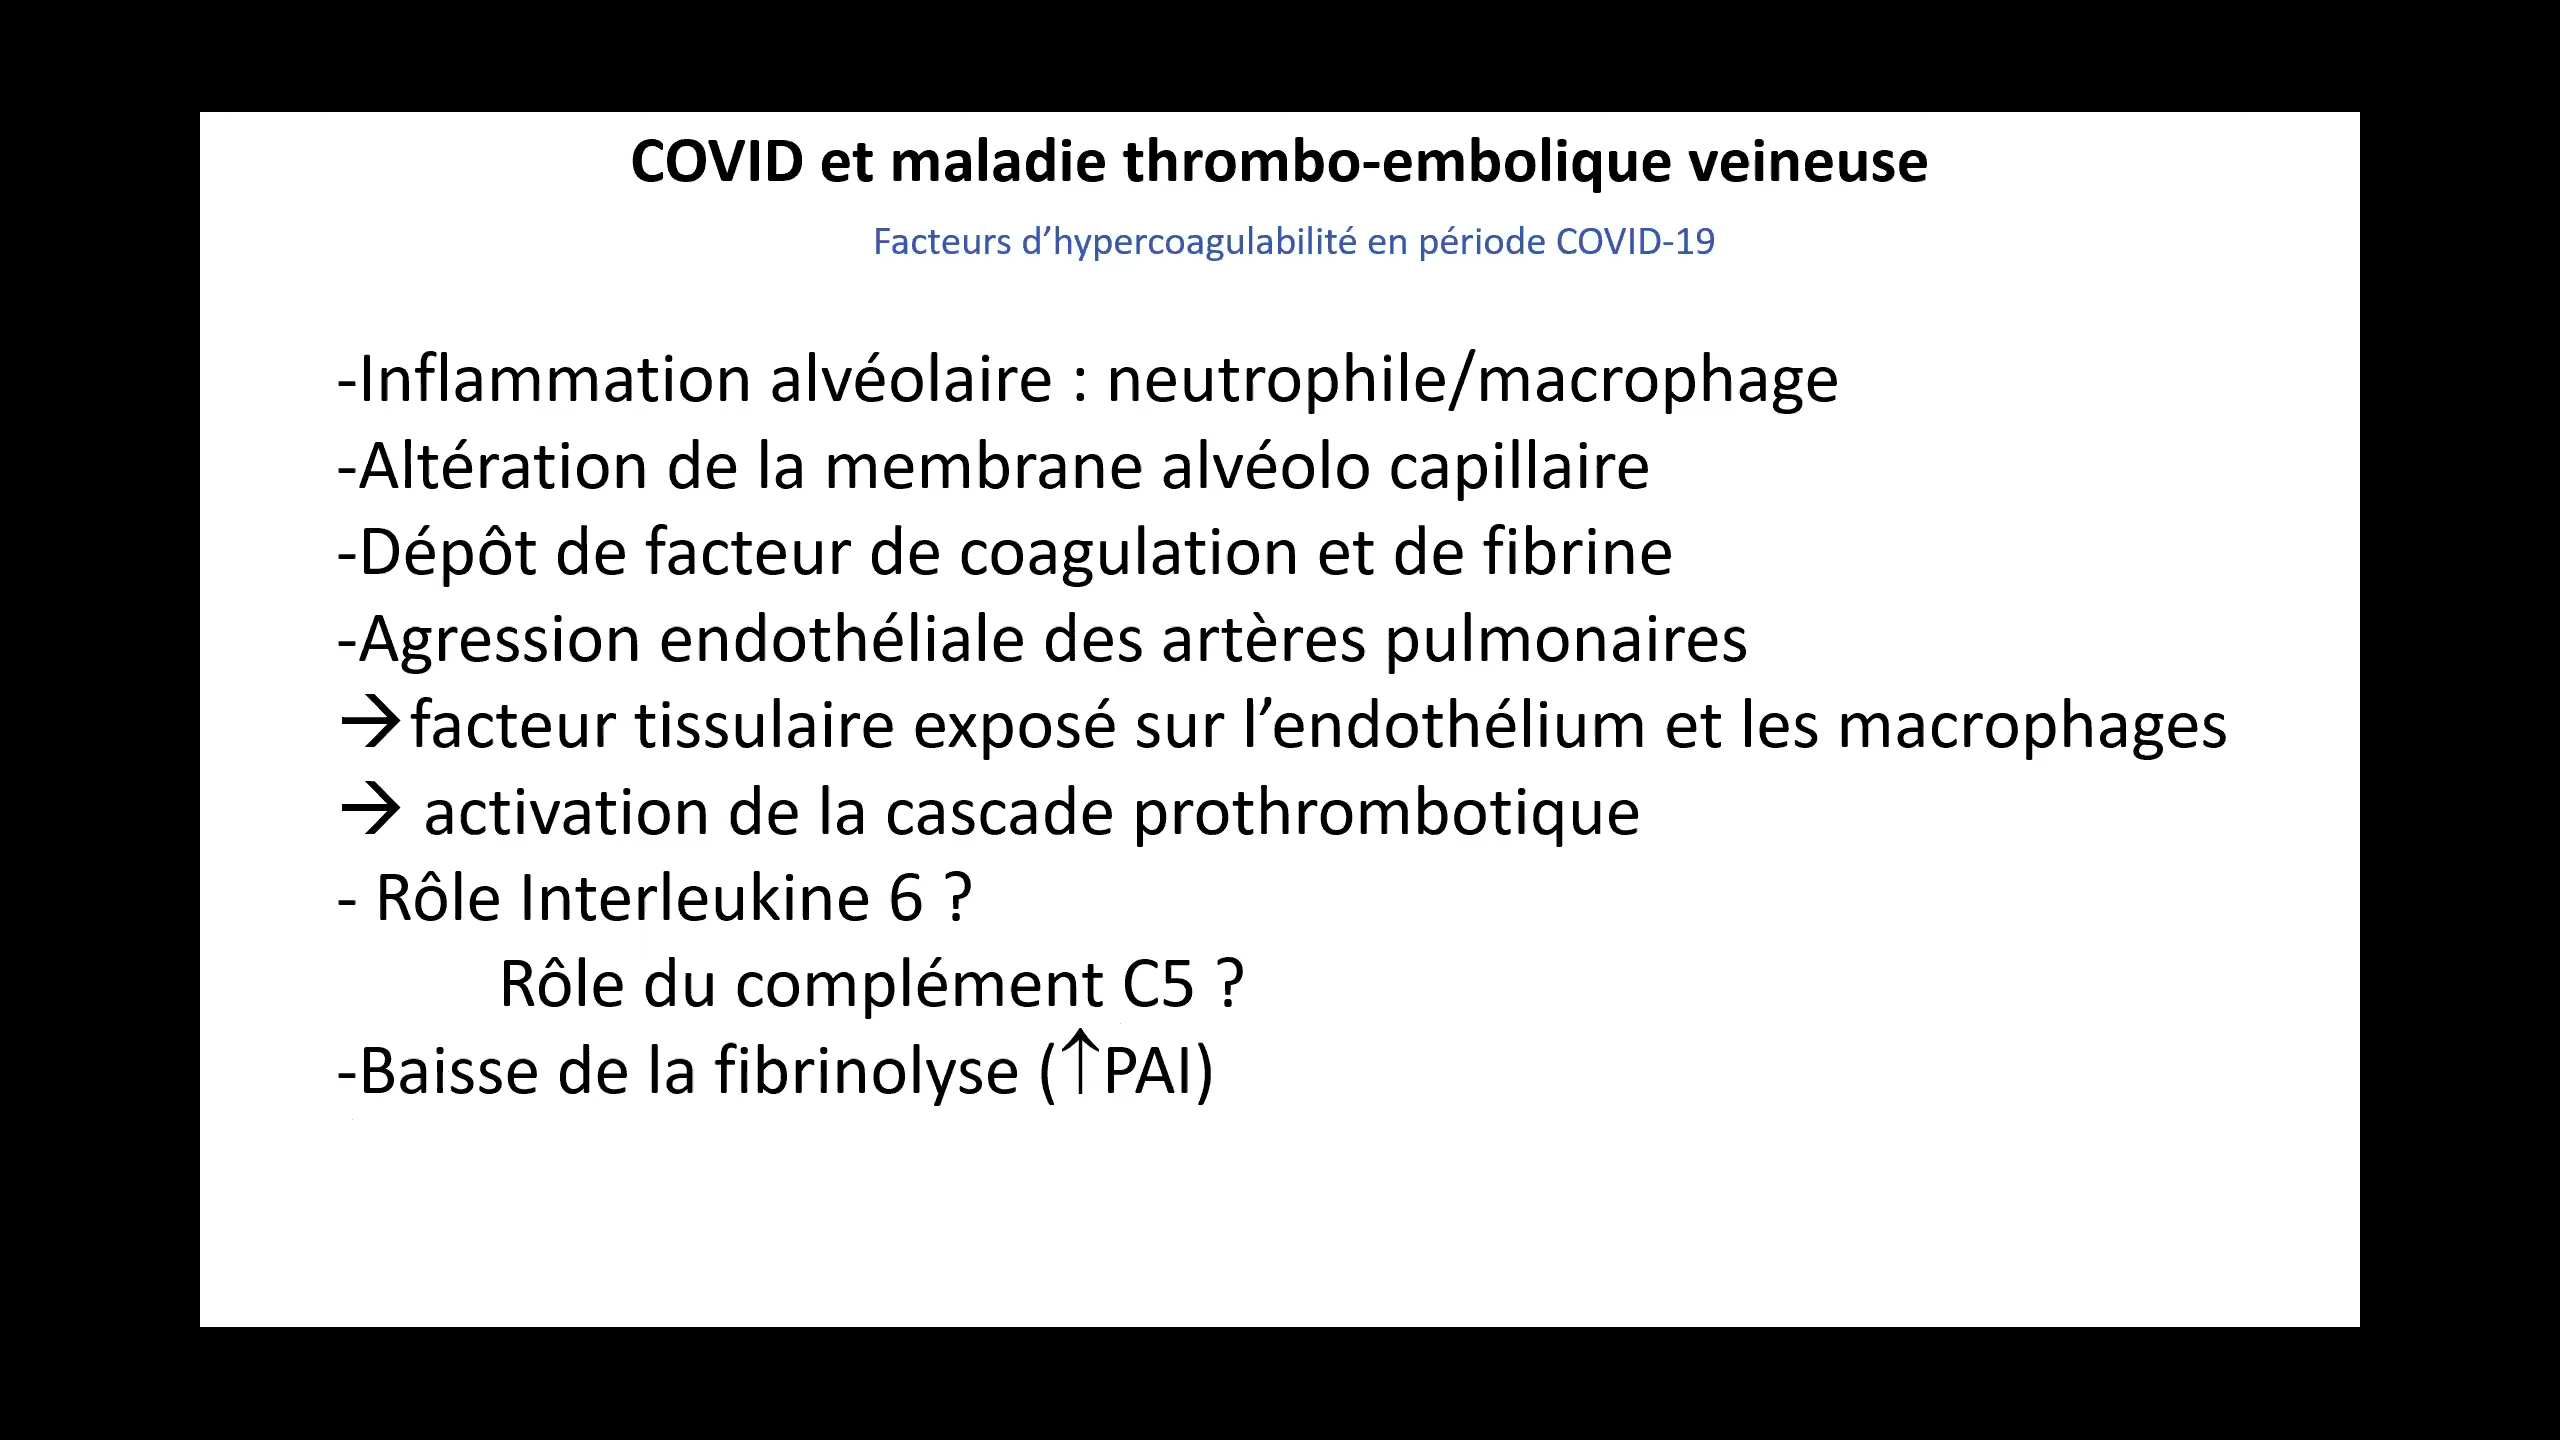 COVID et maladie thrombo-embolique veineuse
Facteurs d’hypercoagulabilité en période COVID-19
-Inflammation alvéolaire : neutrophile/macrophage
-Altération de la membrane alvéolo capillaire
-Dépôt de facteur de coagulation et de fibrine
-Agression endothéliale des artères pulmonaires
→facteur tissulaire exposé sur l’endothélium et les macrophages
→ activation de la cascade prothrombotique
- Rôle Interleukine 6 ?
Rôle du complément C5 ?
-Baisse de la fibrinolyse (↑PAI)